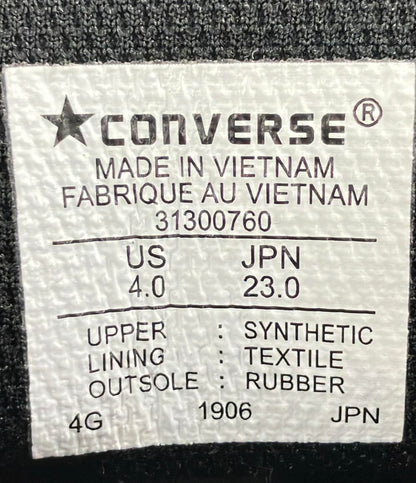 ★CONVERSE®
MADE IN VIETNAM
FABRIQUE AU VIETNAM
31300760
US JPN
4.0 23.0
UPPER : SYNTHETIC
LINING : TEXTILE
OUTSOLE : RUBBER
4G 1906 JPN